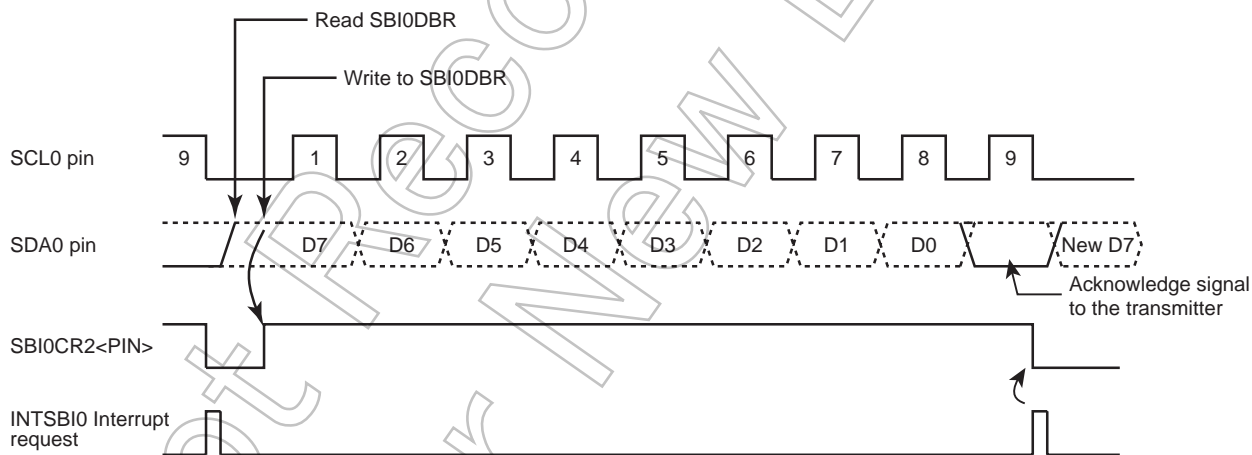 Read SBI0DBR
Write to SBI0DBR
SCL0 pin
9 1 2 3 4 5 6 7 8 9
SDA0 pin
D7 D6 D5 D4 D3 D2 D1 D0 New D7
Acknowledge signal
to the transmitter
SBI0CR2<PIN>
INTSBI0 Interrupt
request